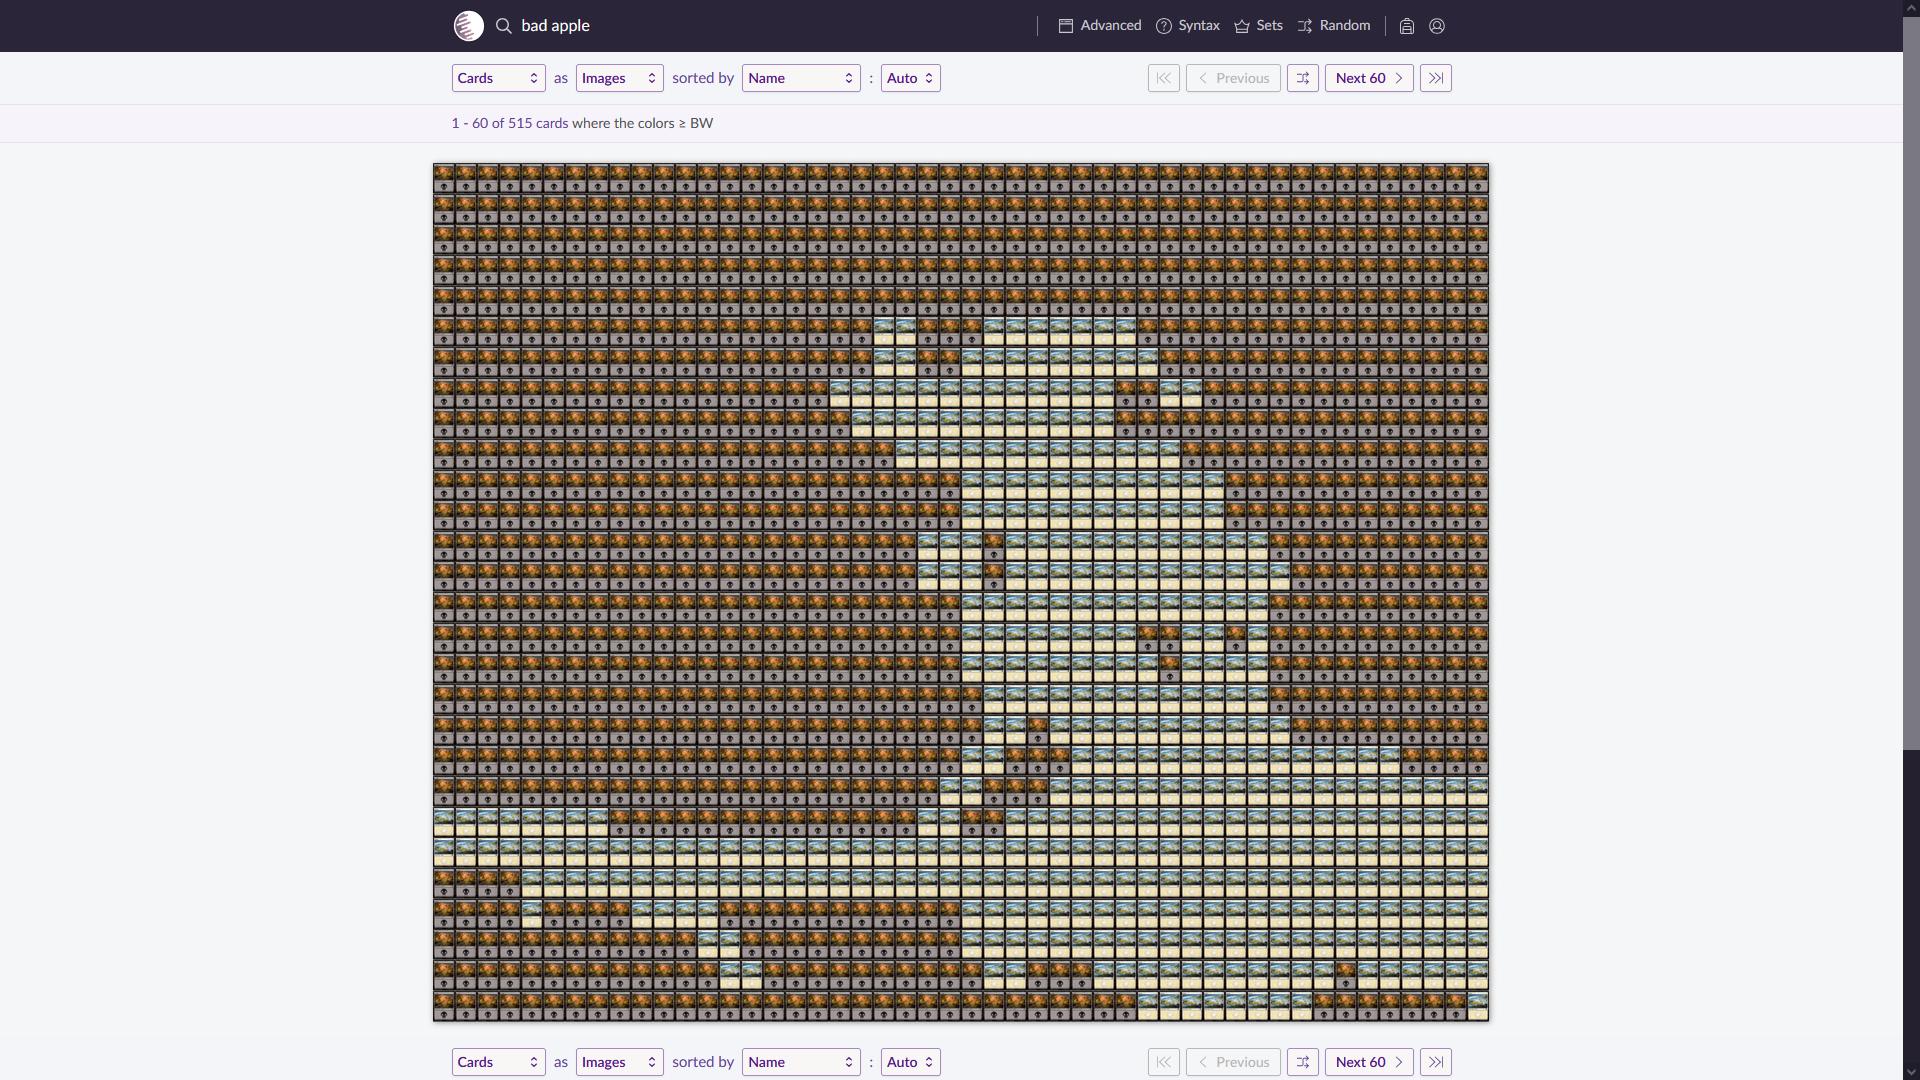 bad apple Advanced Syntax Sets Random
Cards as Images sorted by Name : Auto Previous Next 60
1 - 60 of 515 cards where the colors ≥ BW
Cards as Images sorted by Name : Auto Previous Next 60